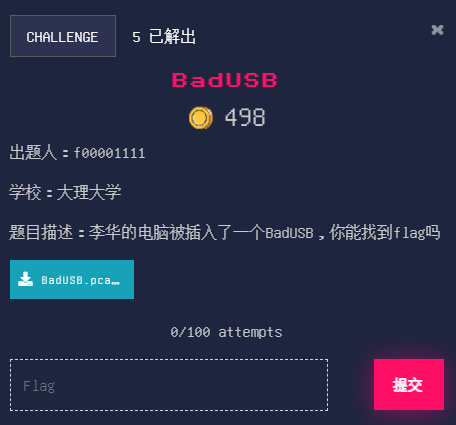 CHALLENGE 5 已解出 ×
BadUSB
498
出题人：f00001111
学校：大理大学
题目描述：李华的电脑被插入了一个BadUSB，你能找到flag吗
BadUSB.pca…
0/100 attempts
Flag 提交